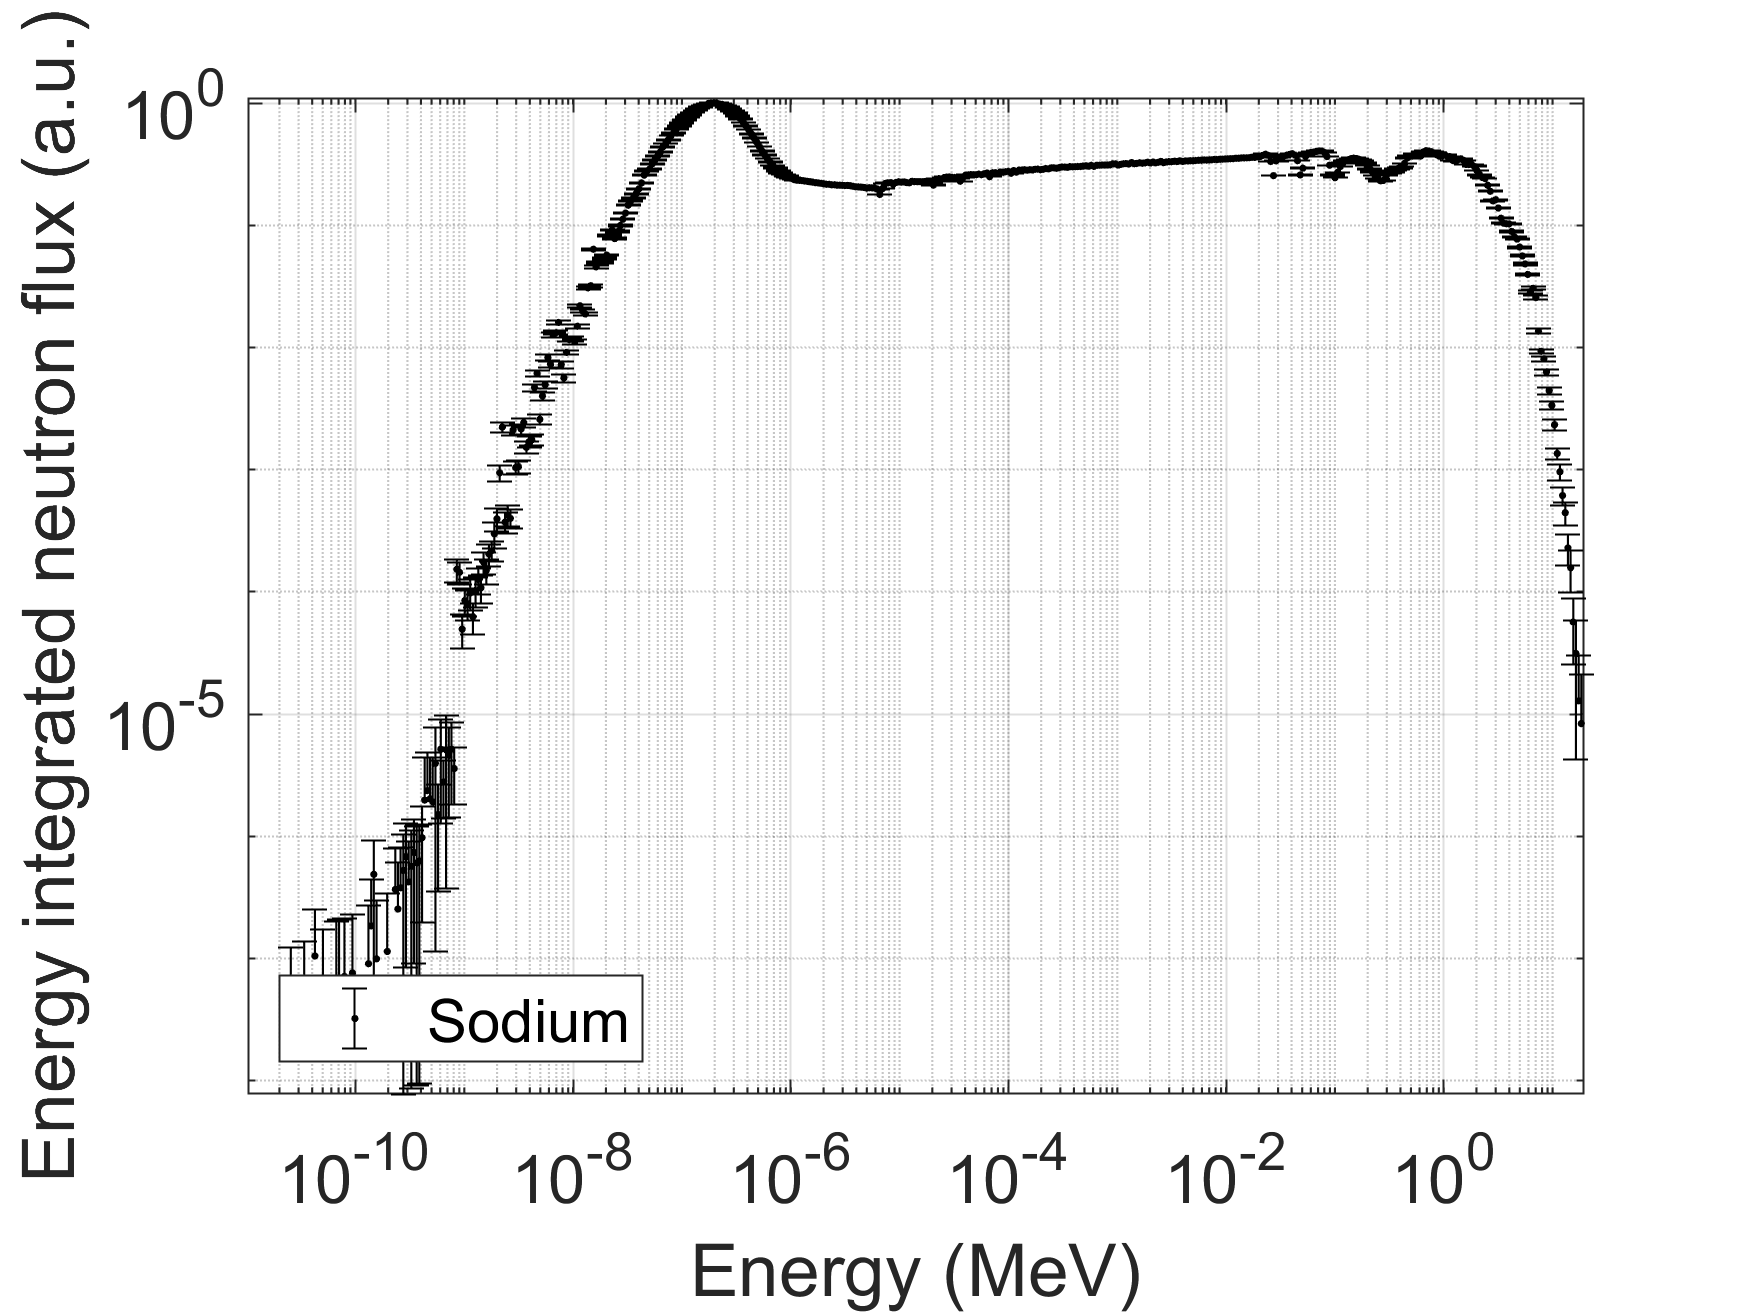 Energy integrated neutron flux (a.u.)
10^0
10^-5
Sodium
10^-10 10^-8 10^-6 10^-4 10^-2 10^0
Energy (MeV)